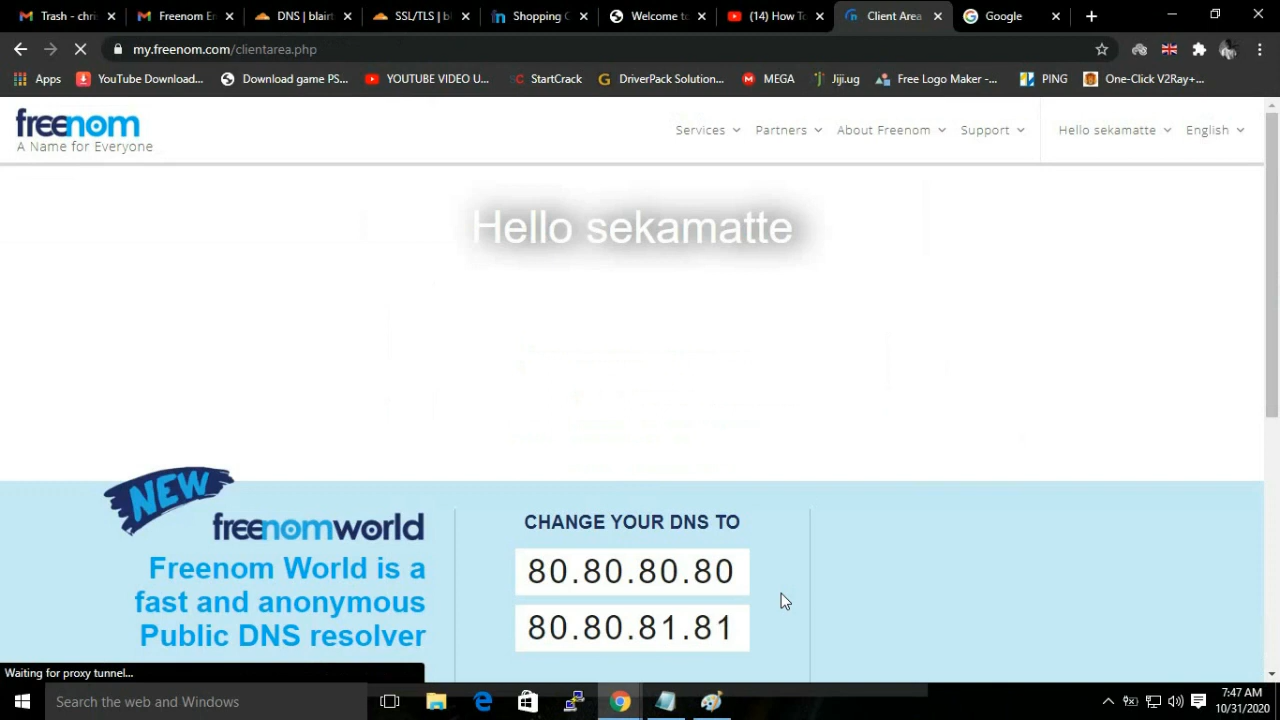 Trash - chris
Freenom En
DNS | blairt
SSL/TLS | bl
Shopping C
Welcome to
(14) How To
Client Area
Google
my.freenom.com/clientarea.php
Apps
YouTube Download...
Download game PS...
YOUTUBE VIDEO U...
StartCrack
DriverPack Solution...
MEGA
Jiji.ug
Free Logo Maker -...
PING
One-Click V2Ray+...
freenom
A Name for Everyone
Services
Partners
About Freenom
Support
Hello sekamatte
English
Hello sekamatte
NEW
freenomworld
Freenom World is a
fast and anonymous
Public DNS resolver
CHANGE YOUR DNS TO
80.80.80.80
80.80.81.81
Waiting for proxy tunnel...
Search the web and Windows
7:47 AM
10/31/2020